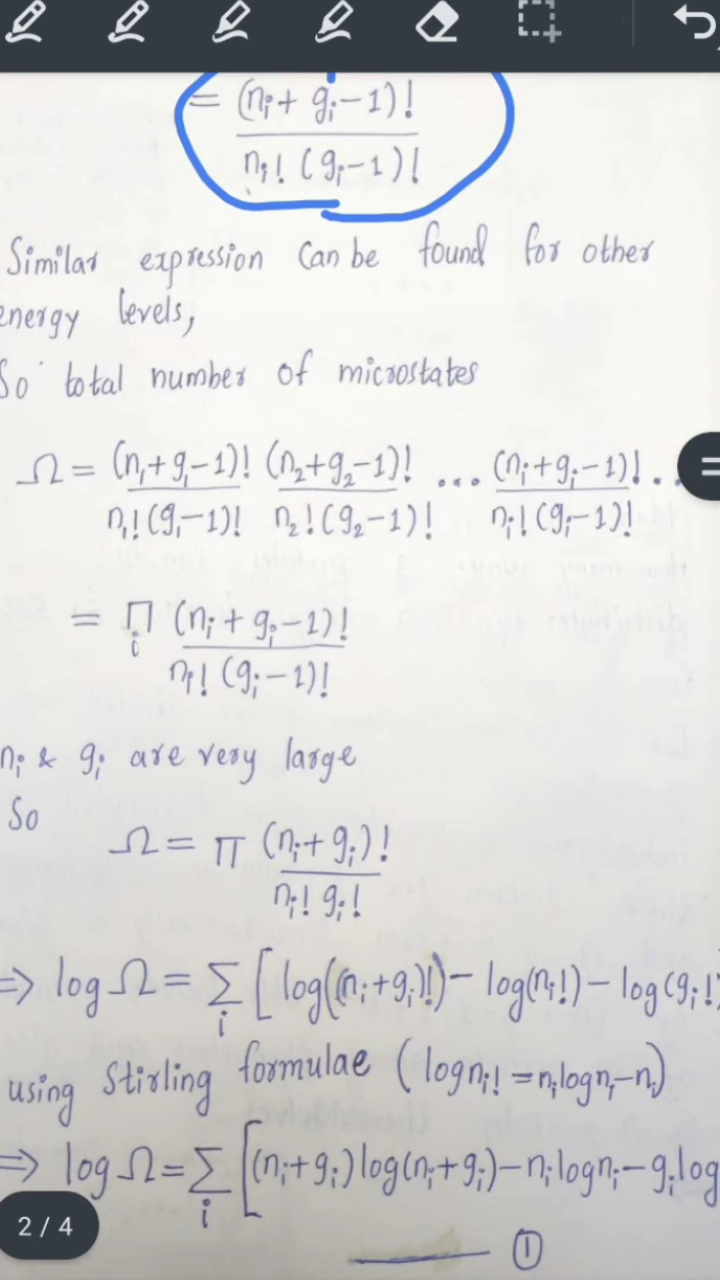 = (nᵢ + gᵢ − 1)!
nᵢ! (gᵢ − 1)!
Similar expression can be found for other
energy levels,
So total number of microstates
Ω = (n₁+g₁−1)! (n₂+g₂−1)! ... (nᵢ+gᵢ−1)! ..
n₁!(g₁−1)! n₂!(g₂−1)! nᵢ!(gᵢ−1)!
= Π (nᵢ + gᵢ − 1)!
i nᵢ! (gᵢ − 1)!
nᵢ & gᵢ are very large
So
Ω = Π (nᵢ + gᵢ)!
nᵢ! gᵢ!
⇒ log Ω = Σ [log((nᵢ+gᵢ)!) − log(nᵢ!) − log(gᵢ!)
i
using Stirling formulae (log nᵢ! = nᵢ log nᵢ − nᵢ)
⇒ log Ω = Σ [(nᵢ+gᵢ) log(nᵢ+gᵢ) − nᵢ log nᵢ − gᵢ log
i
2 / 4
①